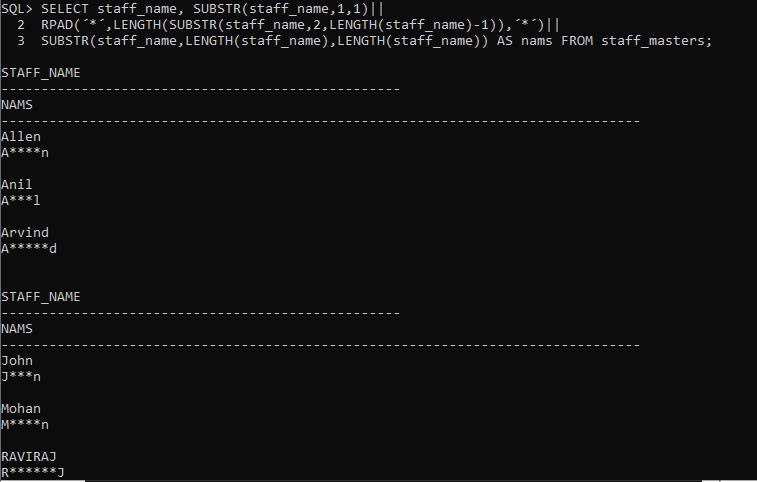 SQL> SELECT staff_name, SUBSTR(staff_name,1,1)||
2 RPAD(´*´,LENGTH(SUBSTR(staff_name,2,LENGTH(staff_name)-1)),´*´)||
3 SUBSTR(staff_name,LENGTH(staff_name),LENGTH(staff_name)) AS nams FROM staff_masters;
STAFF_NAME
--------------------------------------------------
NAMS
--------------------------------------------------------------------------------
Allen
A****n
Anil
A***l
Arvind
A*****d
STAFF_NAME
--------------------------------------------------
NAMS
--------------------------------------------------------------------------------
John
J***n
Mohan
M****n
RAVIRAJ
R******J